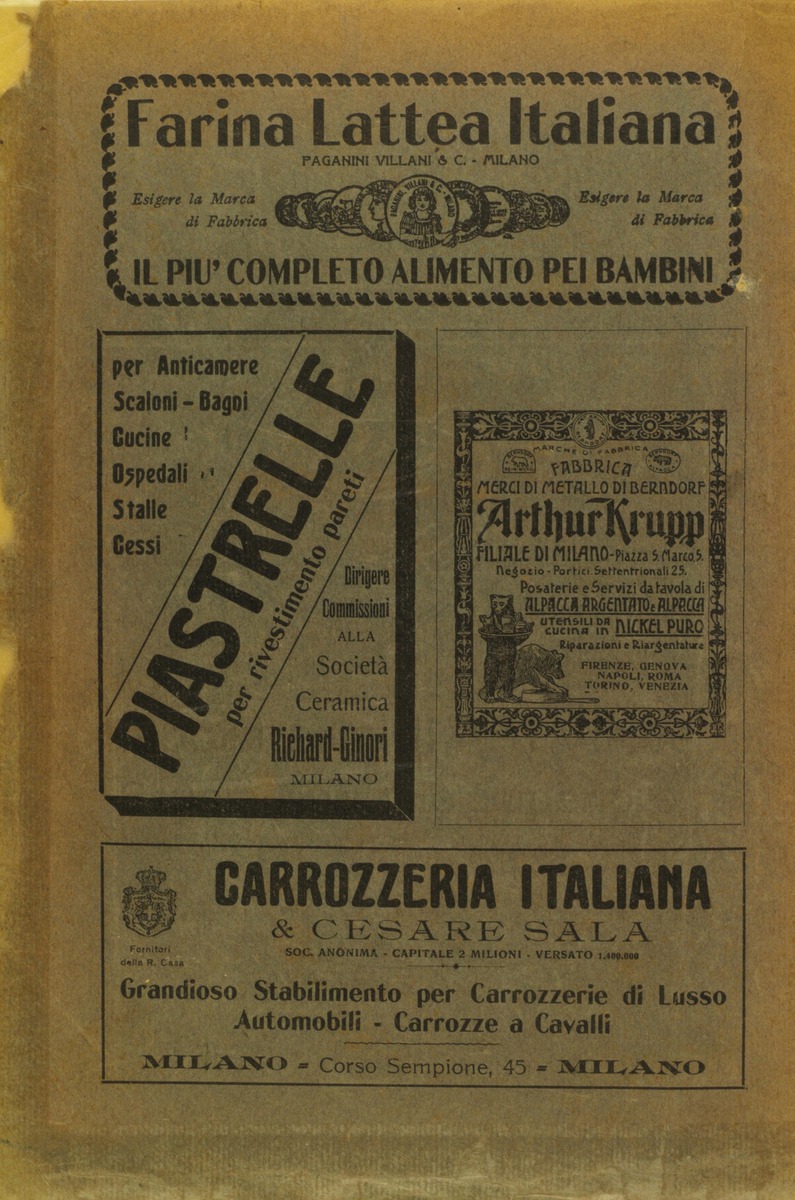 Farina Lattea Italiana
PAGANINI VILLANI & C. - MILANO
Esigere la Marca
di Fabbrica
PAGANINI, VILLANI & C. - MILANO
Esigere la Marca
di Fabbrica
IL PIU' COMPLETO ALIMENTO PEI BAMBINI
per Anticamere
Scaloni - Bagni
Cucine
Ospedali
Stalle
Cessi
PIASTRELLE
per rivestimento pareti
Dirigere
Commissioni
ALLA
Società
Ceramica
Richard-Ginori
MILANO
MARCHE DI FABBRICA
FABBRICA
MERCI DI METALLO DI BERNDORF
Arthur Krupp
FILIALE DI MILANO - Piazza S. Marco, 5.
Negozio - Portici Settentrionali 25.
Posaterie e Servizi da tavola di
ALPACCA ARGENTATO e ALPACCA
UTENSILI DA
CUCINA IN NICKEL PURO
Riparazioni e Riargentature
FIRENZE, GENOVA
NAPOLI, ROMA
TORINO, VENEZIA
Fornitori
della R. Casa
CARROZZERIA ITALIANA
& CESARE SALA
SOC. ANONIMA - CAPITALE 2 MILIONI - VERSATO 1.400.000
Grandioso Stabilimento per Carrozzerie di Lusso
Automobili - Carrozze a Cavalli
MILANO = Corso Sempione, 45 = MILANO